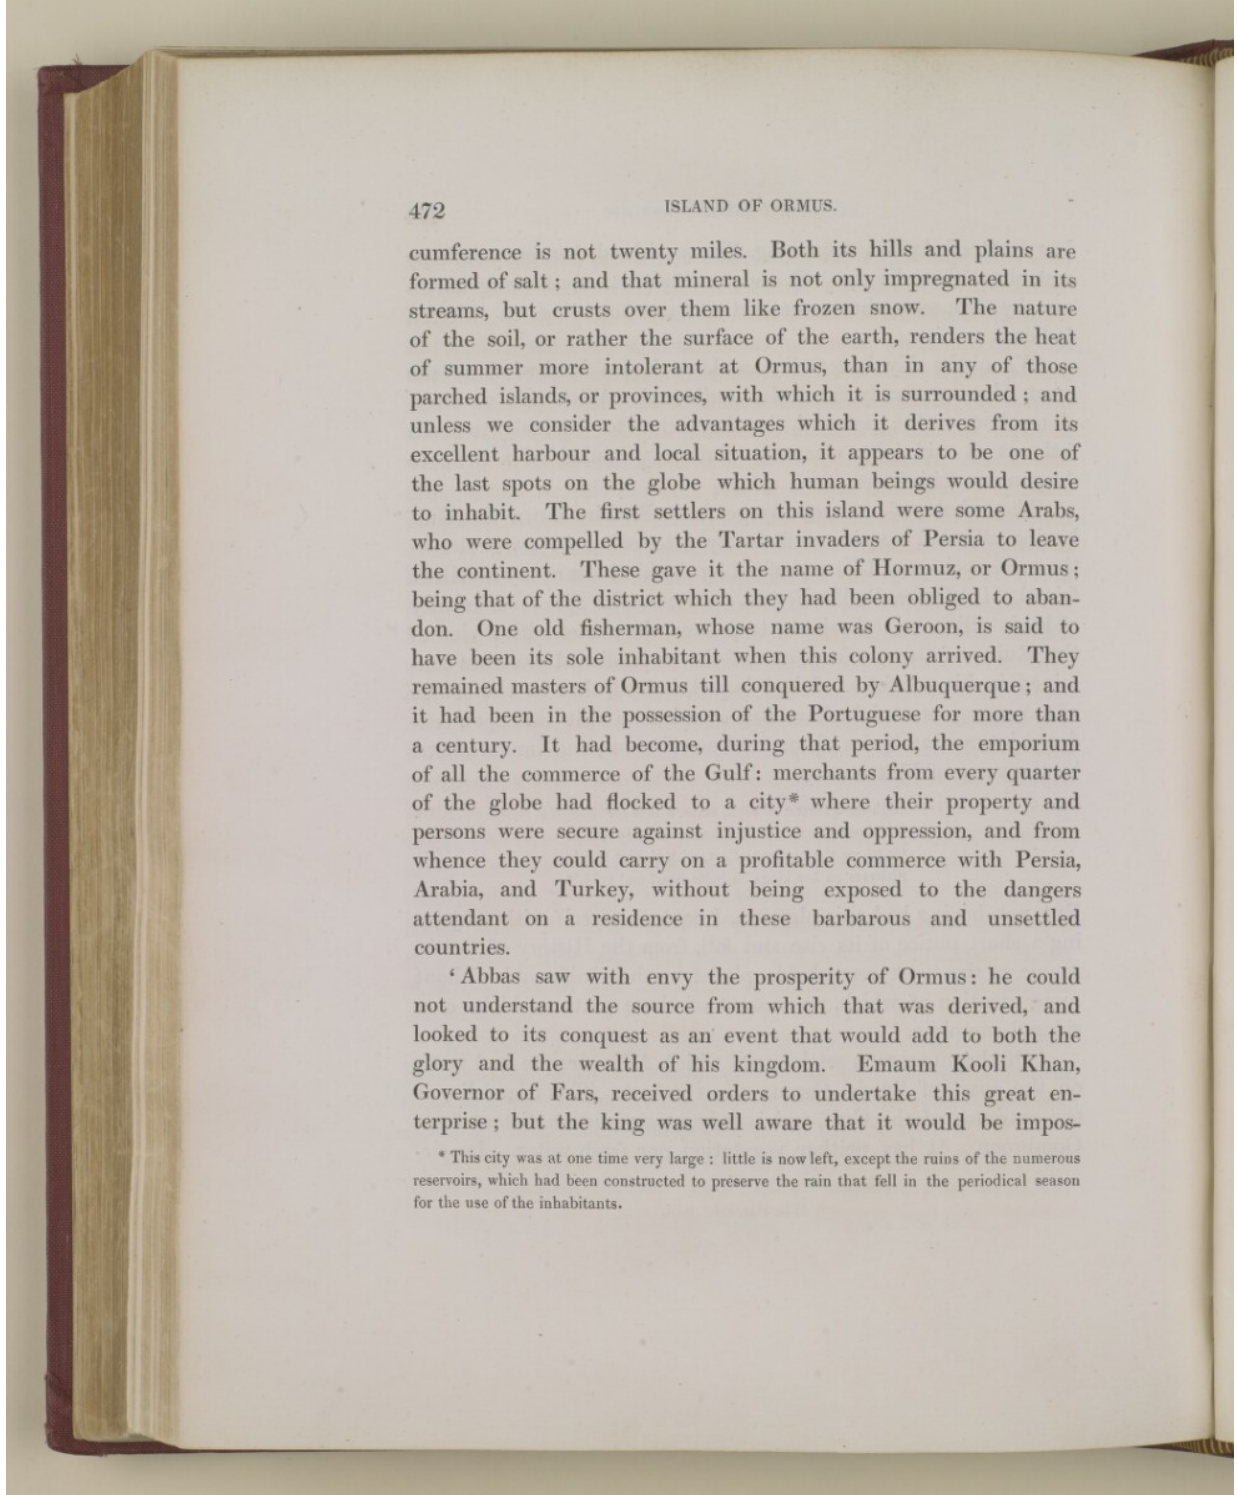 472 ISLAND OF ORMUS.
cumference is not twenty miles. Both its hills and plains are
formed of salt ; and that mineral is not only impregnated in its
streams, but crusts over them like frozen snow. The nature
of the soil, or rather the surface of the earth, renders the heat
of summer more intolerant at Ormus, than in any of those
parched islands, or provinces, with which it is surrounded ; and
unless we consider the advantages which it derives from its
excellent harbour and local situation, it appears to be one of
the last spots on the globe which human beings would desire
to inhabit. The first settlers on this island were some Arabs,
who were compelled by the Tartar invaders of Persia to leave
the continent. These gave it the name of Hormuz, or Ormus ;
being that of the district which they had been obliged to aban-
don. One old fisherman, whose name was Geroon, is said to
have been its sole inhabitant when this colony arrived. They
remained masters of Ormus till conquered by Albuquerque ; and
it had been in the possession of the Portuguese for more than
a century. It had become, during that period, the emporium
of all the commerce of the Gulf : merchants from every quarter
of the globe had flocked to a city* where their property and
persons were secure against injustice and oppression, and from
whence they could carry on a profitable commerce with Persia,
Arabia, and Turkey, without being exposed to the dangers
attendant on a residence in these barbarous and unsettled
countries.
‘ Abbas saw with envy the prosperity of Ormus : he could
not understand the source from which that was derived, and
looked to its conquest as an event that would add to both the
glory and the wealth of his kingdom. Emaum Kooli Khan,
Governor of Fars, received orders to undertake this great en-
terprise ; but the king was well aware that it would be impos-
* This city was at one time very large : little is now left, except the ruins of the numerous
reservoirs, which had been constructed to preserve the rain that fell in the periodical season
for the use of the inhabitants.